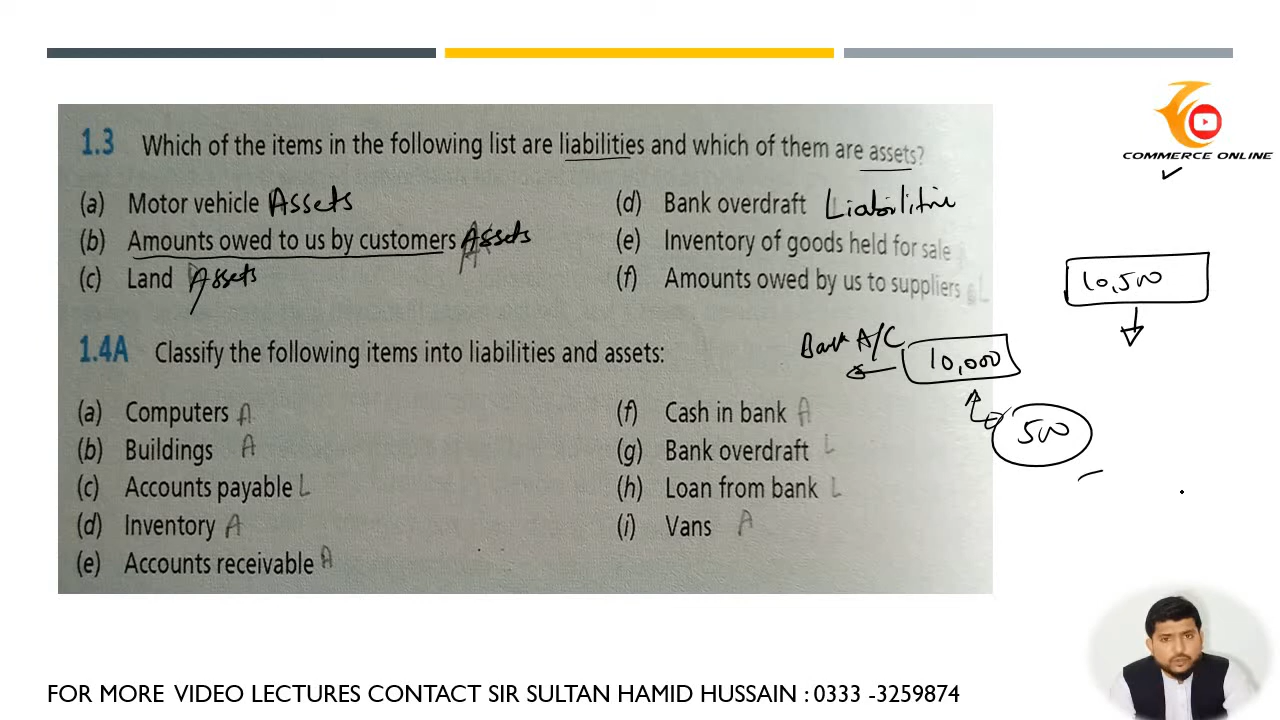 COMMERCE ONLINE
1.3 Which of the items in the following list are liabilities and which of them are assets?
(a) Motor vehicle Assets
(b) Amounts owed to us by customers Assets
(c) Land Assets
(d) Bank overdraft Liabilities
(e) Inventory of goods held for sale
(f) Amounts owed by us to suppliers L
10,500
Bank A/C 10,000
500
1.4A Classify the following items into liabilities and assets:
(a) Computers A
(b) Buildings A
(c) Accounts payable L
(d) Inventory A
(e) Accounts receivable A
(f) Cash in bank A
(g) Bank overdraft L
(h) Loan from bank L
(i) Vans A
FOR MORE VIDEO LECTURES CONTACT SIR SULTAN HAMID HUSSAIN : 0333 -3259874